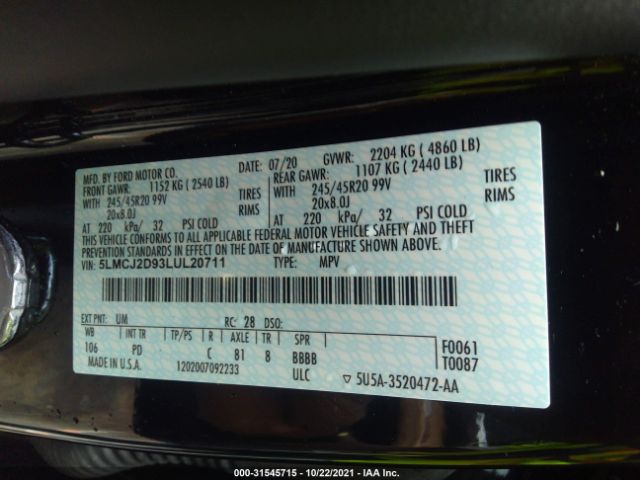 MFD. BY FORD MOTOR CO.
DATE: 07/20 GVWR: 2204 KG ( 4860 LB)
FRONT GAWR: 1152 KG ( 2540 LB)
REAR GAWR: 1107 KG ( 2440 LB)
WITH 245/45R20 99V TIRES
WITH 245/45R20 99V TIRES
20x8.0J RIMS
20x8.0J RIMS
AT 220 kPa/ 32 PSI COLD
AT 220 kPa/ 32 PSI COLD
THIS VEHICLE CONFORMS TO ALL APPLICABLE FEDERAL MOTOR VEHICLE SAFETY AND THEFT
PREVENTION STANDARDS IN EFFECT ON THE DATE OF MANUFACTURE SHOWN ABOVE.
VIN: 5LMCJ2D93LUL20711 TYPE: MPV
EXT PNT: UM RC: 28 DSO:
WB INT TR TP/PS R AXLE TR SPR
106 PD C 81 8 BBBB
F0061
T0087
MADE IN U.S.A. 1202007092233 ULC ▽ 5U5A-3520472-AA
000-31545715 - 10/22/2021 - IAA Inc.